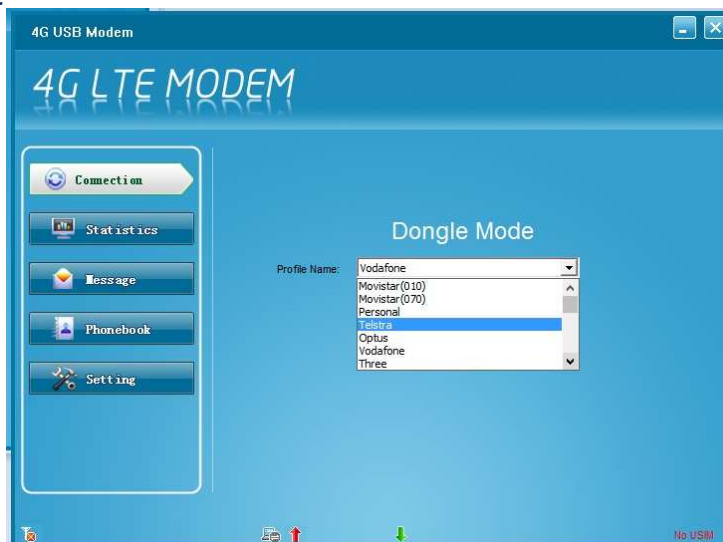 4G USB Modem
4G LTE MODEM
Connection
Statistics
Message
Phonebook
Setting
Dongle Mode
Profile Name: Vodafone
Movistar(010)
Movistar(070)
Personal
Telstra
Optus
Vodafone
Three
No USIM